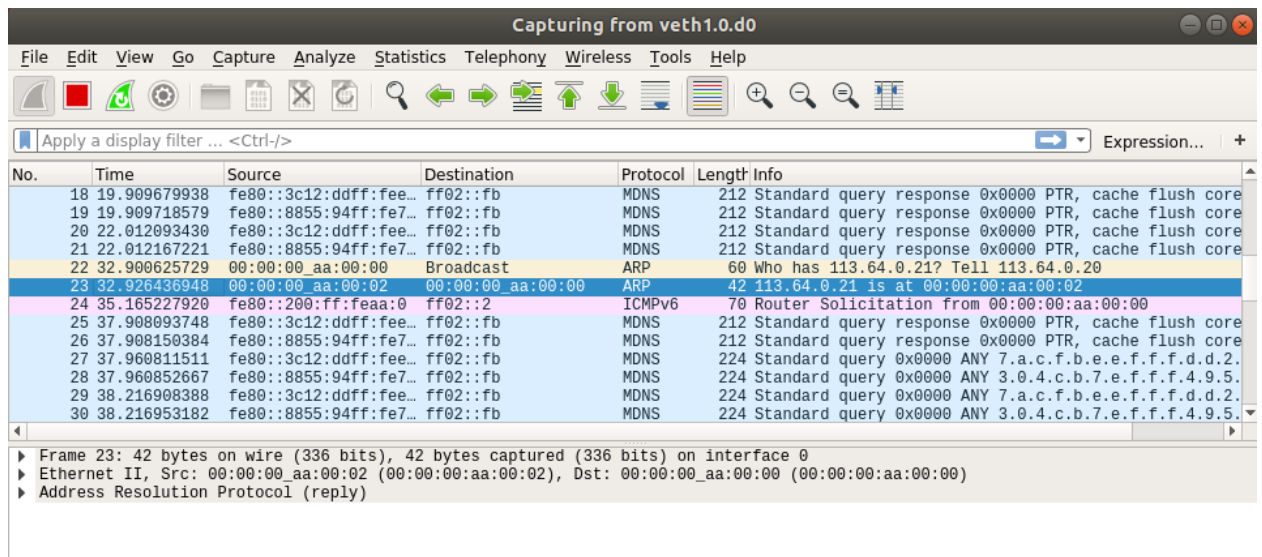 Capturing from veth1.0.d0
File Edit View Go Capture Analyze Statistics Telephony Wireless Tools Help
Apply a display filter … <Ctrl-/> Expression… +
No. Time Source Destination Protocol Length Info
18 19.909679938 fe80::3c12:ddff:fee… ff02::fb MDNS 212 Standard query response 0x0000 PTR, cache flush core
19 19.909718579 fe80::8855:94ff:fe7… ff02::fb MDNS 212 Standard query response 0x0000 PTR, cache flush core
20 22.012093430 fe80::3c12:ddff:fee… ff02::fb MDNS 212 Standard query response 0x0000 PTR, cache flush core
21 22.012167221 fe80::8855:94ff:fe7… ff02::fb MDNS 212 Standard query response 0x0000 PTR, cache flush core
22 32.900625729 00:00:00_aa:00:00 Broadcast ARP 60 Who has 113.64.0.21? Tell 113.64.0.20
23 32.926436948 00:00:00_aa:00:02 00:00:00_aa:00:00 ARP 42 113.64.0.21 is at 00:00:00:aa:00:02
24 35.165227920 fe80::200:ff:feaa:0 ff02::2 ICMPv6 70 Router Solicitation from 00:00:00:aa:00:00
25 37.908093748 fe80::3c12:ddff:fee… ff02::fb MDNS 212 Standard query response 0x0000 PTR, cache flush core
26 37.908150384 fe80::8855:94ff:fe7… ff02::fb MDNS 212 Standard query response 0x0000 PTR, cache flush core
27 37.960811511 fe80::3c12:ddff:fee… ff02::fb MDNS 224 Standard query 0x0000 ANY 7.a.c.f.b.e.e.f.f.f.d.d.2.
28 37.960852667 fe80::8855:94ff:fe7… ff02::fb MDNS 224 Standard query 0x0000 ANY 3.0.4.c.b.7.e.f.f.f.4.9.5.
29 38.216908388 fe80::3c12:ddff:fee… ff02::fb MDNS 224 Standard query 0x0000 ANY 7.a.c.f.b.e.e.f.f.f.d.d.2.
30 38.216953182 fe80::8855:94ff:fe7… ff02::fb MDNS 224 Standard query 0x0000 ANY 3.0.4.c.b.7.e.f.f.f.4.9.5.
Frame 23: 42 bytes on wire (336 bits), 42 bytes captured (336 bits) on interface 0
Ethernet II, Src: 00:00:00_aa:00:02 (00:00:00:aa:00:02), Dst: 00:00:00_aa:00:00 (00:00:00:aa:00:00)
Address Resolution Protocol (reply)